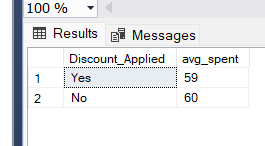 100 %
Results Messages
Discount_Applied avg_spent
1 Yes 59
2 No 60